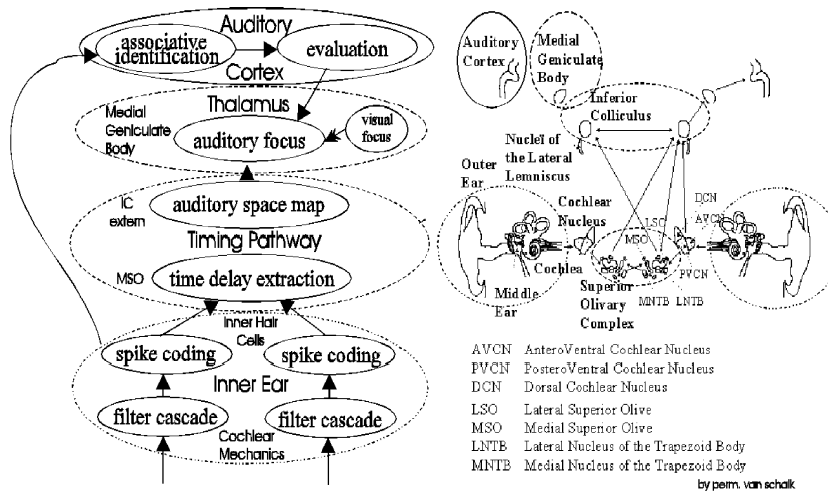 Auditory
associative
identification
evaluation
Cortex
Thalamus
Medial
Geniculate
Body
visual
focus
auditory focus
IC
extern
auditory space map
Timing Pathway
MSO
time delay extraction
Inner Hair
Cells
spike coding
spike coding
Inner Ear
filter cascade
filter cascade
Cochlear
Mechanics
Auditory
Cortex
Medial
Geniculate
Body
Inferior
Colliculus
Nuclei of
the Lateral
Lemniscus
Outer
Ear
Cochlear
Nucleus
DCN
LSO
AVCN
MSO
Cochlea
PVCN
Middle
Ear
Superior
Olivary
Complex
MNTB
LNTB
AVCN AnteroVentral Cochlear Nucleus
PVCN PosteroVentral Cochlear Nucleus
DCN Dorsal Cochlear Nucleus
LSO Lateral Superior Olive
MSO Medial Superior Olive
LNTB Lateral Nucleus of the Trapezoid Body
MNTB Medial Nucleus of the Trapezoid Body
by perm. van schaik